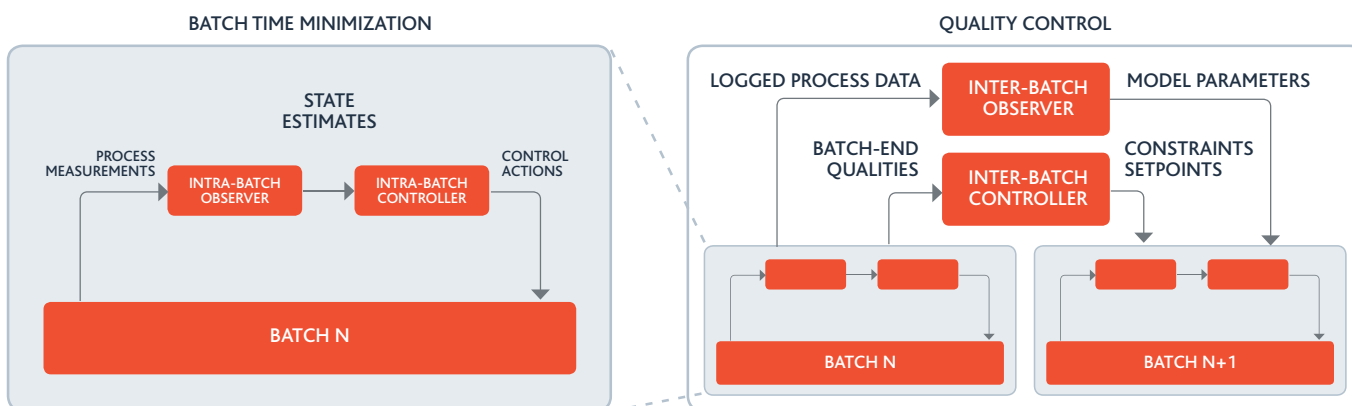 BATCH TIME MINIMIZATION
STATE
ESTIMATES
PROCESS
MEASUREMENTS
INTRA-BATCH
OBSERVER
INTRA-BATCH
CONTROLLER
CONTROL
ACTIONS
BATCH N
QUALITY CONTROL
LOGGED PROCESS DATA
INTER-BATCH
OBSERVER
MODEL PARAMETERS
BATCH-END
QUALITIES
INTER-BATCH
CONTROLLER
CONSTRAINTS
SETPOINTS
BATCH N
BATCH N+1